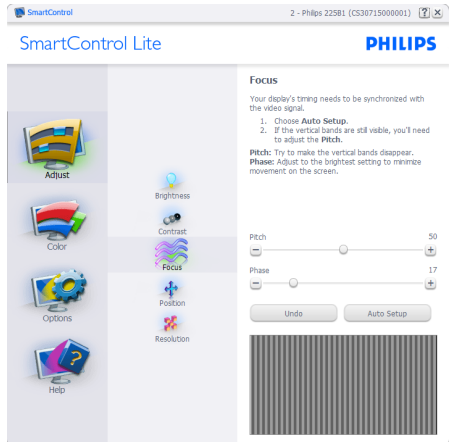 SmartControl
2 - Philips 225B1 (CS30715000001)
SmartControl Lite
PHILIPS
Adjust
Color
Options
Help
Brightness
Contrast
Focus
Position
Resolution
Focus
Your display's timing needs to be synchronized with
the video signal.
1. Choose Auto Setup.
2. If the vertical bands are still visible, you'll need
to adjust the Pitch.
Pitch: Try to make the vertical bands disappear.
Phase: Adjust to the brightest setting to minimize
movement on the screen.
Pitch 50
Phase 17
Undo Auto Setup